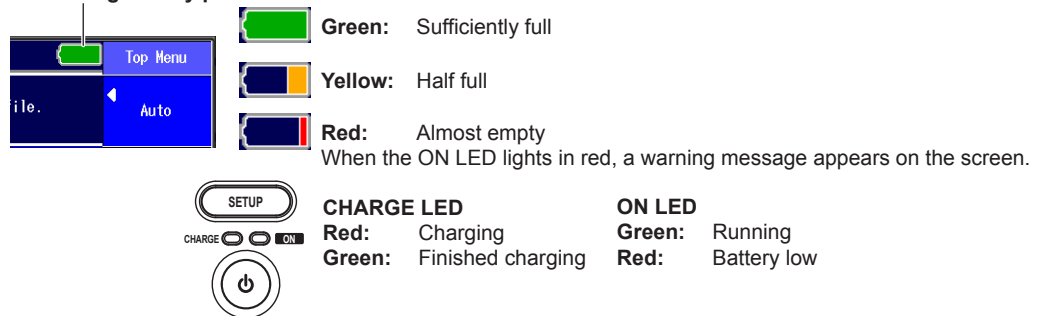 Top Menu
ile.
Auto
Green: Sufficiently full
Yellow: Half full
Red: Almost empty
When the ON LED lights in red, a warning message appears on the screen.
SETUP
CHARGE ON
CHARGE LED
Red: Charging
Green: Finished charging
ON LED
Green: Running
Red: Battery low